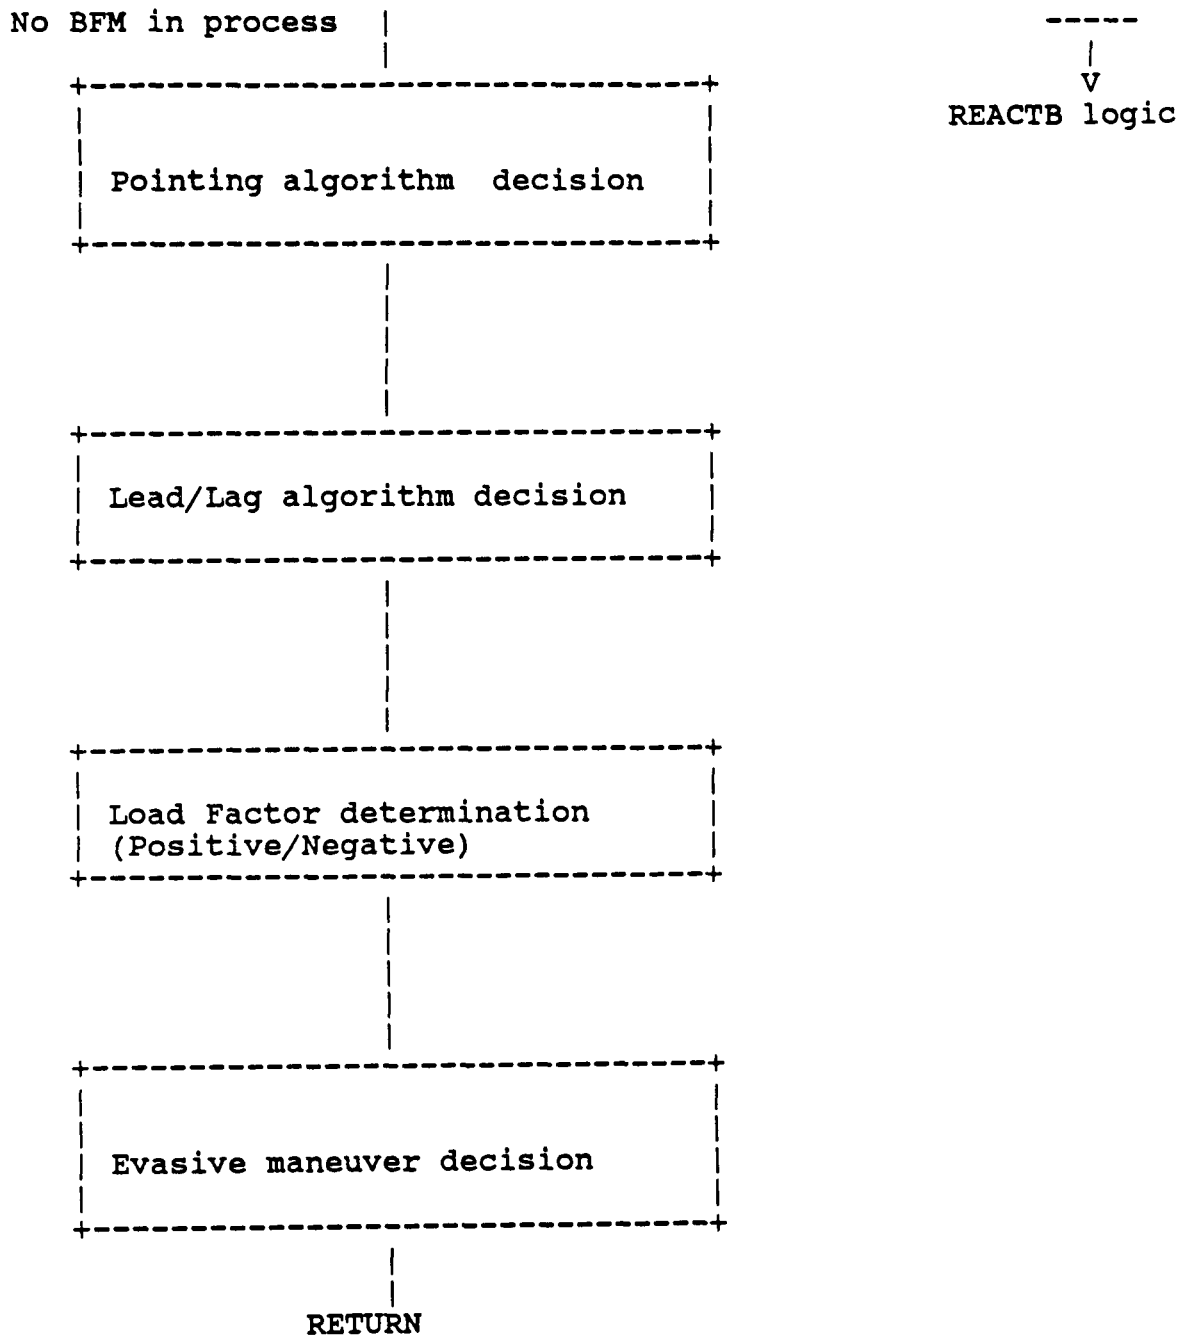 No BFM in process
V
REACTB logic
Pointing algorithm decision
Lead/Lag algorithm decision
Load Factor determination
(Positive/Negative)
Evasive maneuver decision
RETURN